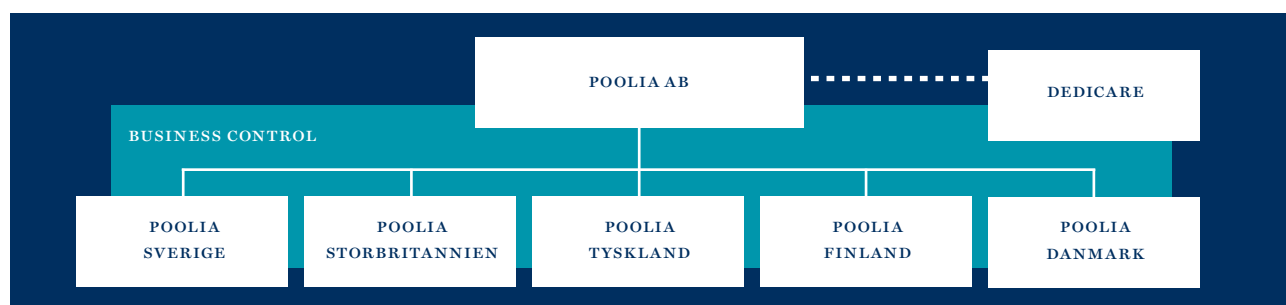 POOLIA AB
DEDICARE
BUSINESS CONTROL
POOLIA
SVERIGE
POOLIA
STORBRITANNIEN
POOLIA
TYSKLAND
POOLIA
FINLAND
POOLIA
DANMARK